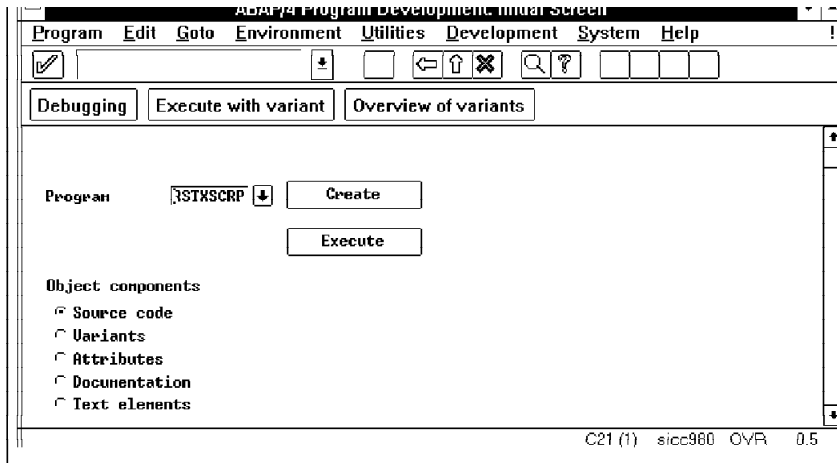 ABAP/4 Program Development: Initial Screen
Program Edit Goto Environment Utilities Development System Help
Debugging Execute with variant Overview of variants
Program RSTXSCRP Create
Execute
Object components
Source code
Variants
Attributes
Documentation
Text elements
C21 (1) sicc980 OVR 0.5